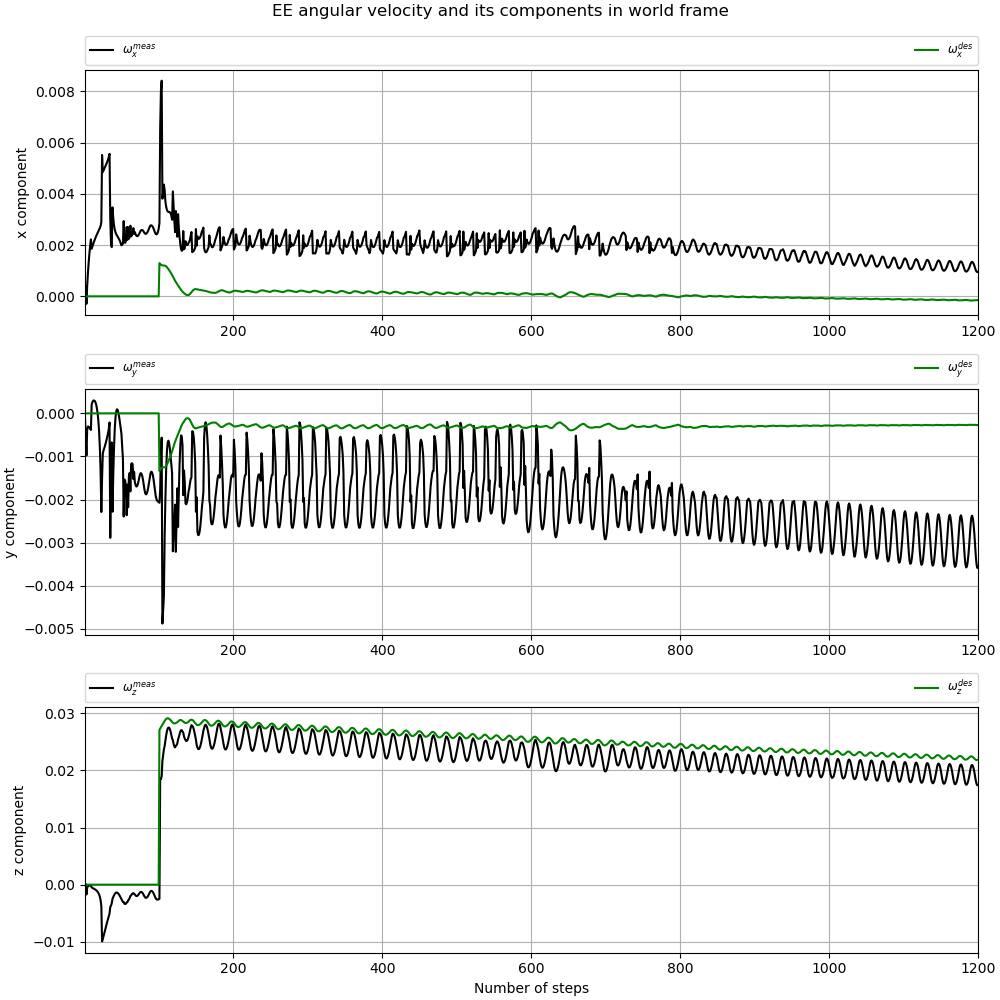 EE angular velocity and its components in world frame
ω_x^meas ω_x^des
0.008
0.006
0.004
0.002
0.000
x component
200 400 600 800 1000 1200
ω_y^meas ω_y^des
0.000
−0.001
−0.002
−0.003
−0.004
−0.005
y component
200 400 600 800 1000 1200
ω_z^meas ω_z^des
0.03
0.02
0.01
0.00
−0.01
z component
200 400 600 800 1000 1200
Number of steps